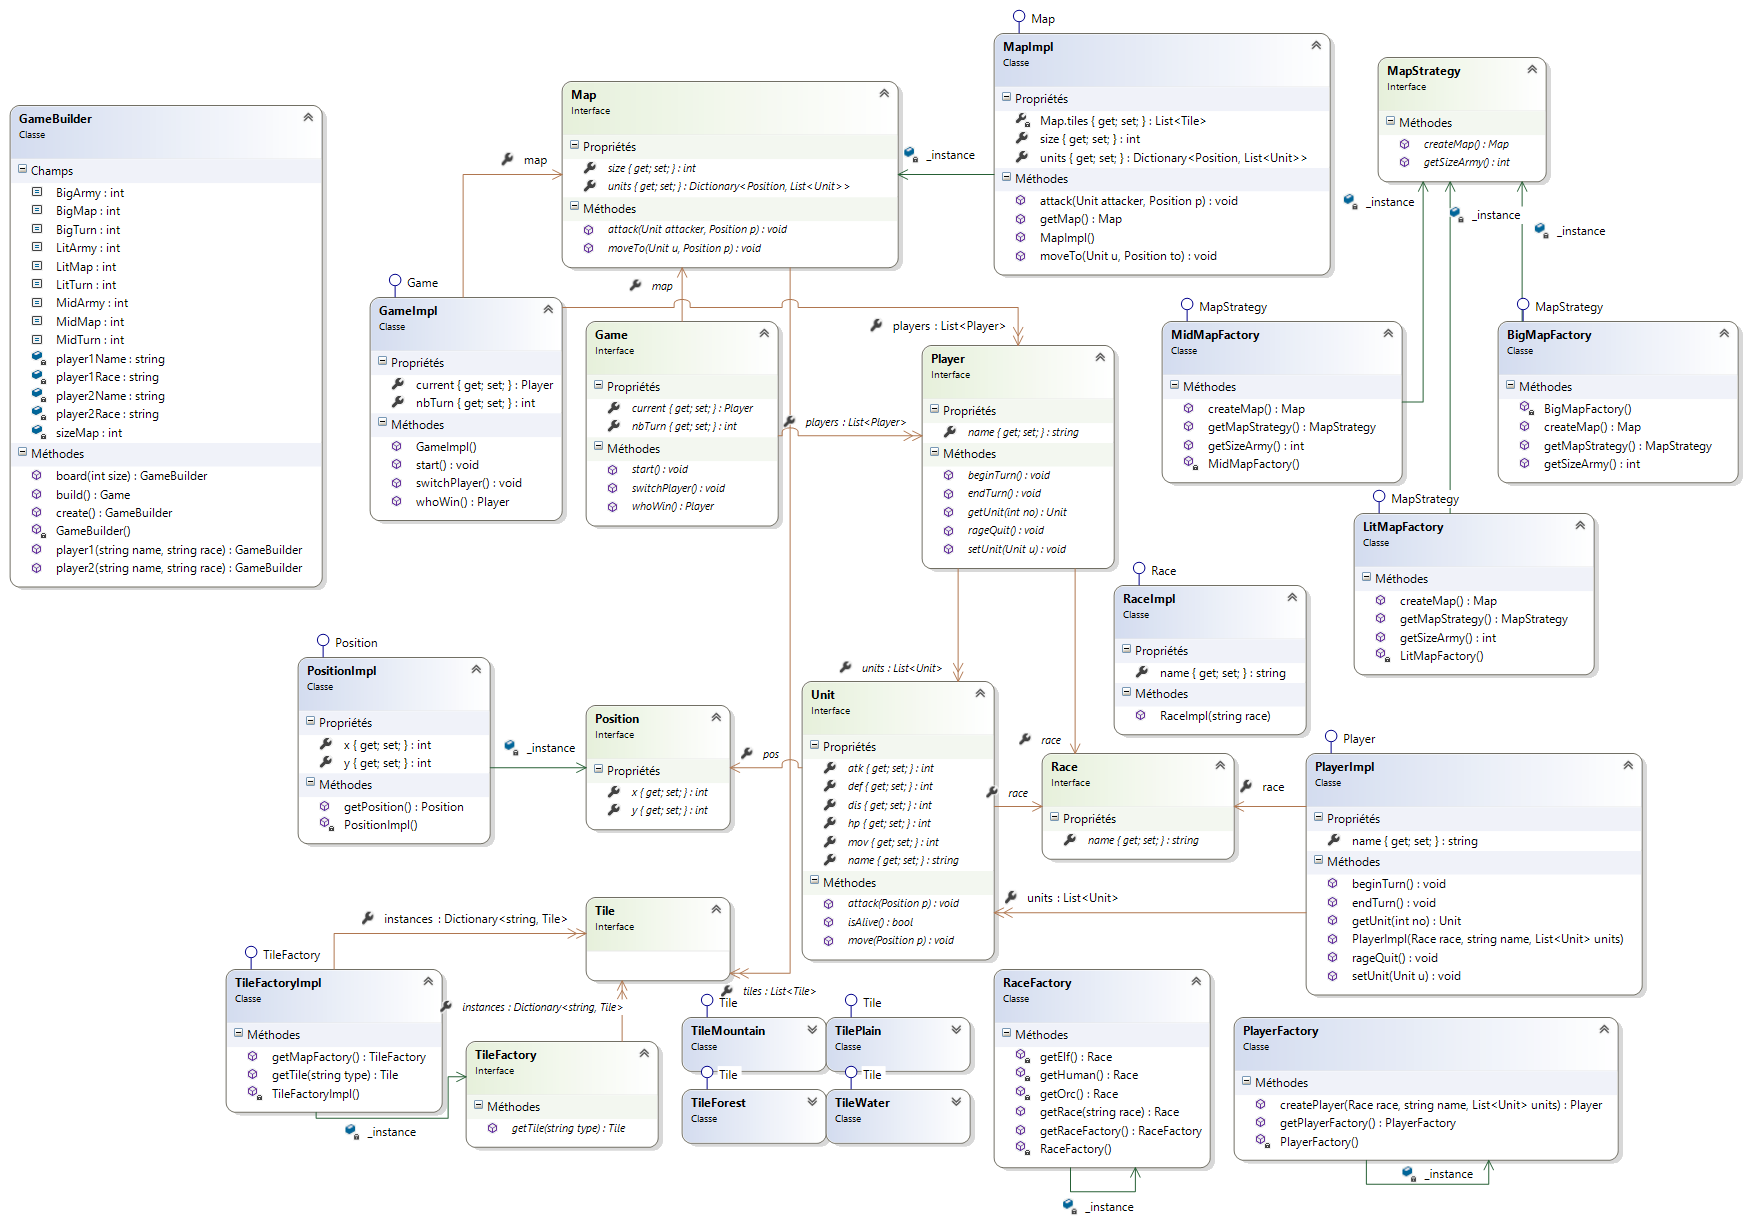 GameBuilder
Classe
Champs
BigArmy : int
BigMap : int
BigTurn : int
LitArmy : int
LitMap : int
LitTurn : int
MidArmy : int
MidMap : int
MidTurn : int
player1Name : string
player1Race : string
player2Name : string
player2Race : string
sizeMap : int
Méthodes
board(int size) : GameBuilder
build() : Game
create() : GameBuilder
GameBuilder()
player1(string name, string race) : GameBuilder
player2(string name, string race) : GameBuilder
map
Map
Interface
Propriétés
size { get; set; } : int
units { get; set; } : Dictionary<Position, List<Unit>>
Méthodes
attack(Unit attacker, Position p) : void
moveTo(Unit u, Position p) : void
_instance
Map
MapImpl
Classe
Propriétés
Map.tiles { get; set; } : List<Tile>
size { get; set; } : int
units { get; set; } : Dictionary<Position, List<Unit>>
Méthodes
attack(Unit attacker, Position p) : void
getMap() : Map
MapImpl()
moveTo(Unit u, Position to) : void
MapStrategy
Interface
Méthodes
createMap() : Map
getSizeArmy() : int
_instance
_instance
_instance
Game
GameImpl
Classe
Propriétés
current { get; set; } : Player
nbTurn { get; set; } : int
Méthodes
GameImpl()
start() : void
switchPlayer() : void
whoWin() : Player
map
Game
Interface
Propriétés
current { get; set; } : Player
nbTurn { get; set; } : int
Méthodes
start() : void
switchPlayer() : void
whoWin() : Player
players : List<Player>
players : List<Player>
Player
Interface
Propriétés
name { get; set; } : string
Méthodes
beginTurn() : void
endTurn() : void
getUnit(int no) : Unit
rageQuit() : void
setUnit(Unit u) : void
MapStrategy
MidMapFactory
Classe
Méthodes
createMap() : Map
getMapStrategy() : MapStrategy
getSizeArmy() : int
MidMapFactory()
MapStrategy
BigMapFactory
Classe
Méthodes
BigMapFactory()
createMap() : Map
getMapStrategy() : MapStrategy
getSizeArmy() : int
MapStrategy
LitMapFactory
Classe
Méthodes
createMap() : Map
getMapStrategy() : MapStrategy
getSizeArmy() : int
LitMapFactory()
Race
RaceImpl
Classe
Propriétés
name { get; set; } : string
Méthodes
RaceImpl(string race)
Position
PositionImpl
Classe
Propriétés
x { get; set; } : int
y { get; set; } : int
Méthodes
getPosition() : Position
PositionImpl()
_instance
Position
Interface
Propriétés
x { get; set; } : int
y { get; set; } : int
pos
units : List<Unit>
Unit
Interface
Propriétés
atk { get; set; } : int
def { get; set; } : int
dis { get; set; } : int
hp { get; set; } : int
mov { get; set; } : int
name { get; set; } : string
Méthodes
attack(Position p) : void
isAlive() : bool
move(Position p) : void
race
race
Race
Interface
Propriétés
name { get; set; } : string
race
Player
PlayerImpl
Classe
Propriétés
name { get; set; } : string
Méthodes
beginTurn() : void
endTurn() : void
getUnit(int no) : Unit
PlayerImpl(Race race, string name, List<Unit> units)
rageQuit() : void
setUnit(Unit u) : void
units : List<Unit>
instances : Dictionary<string, Tile>
Tile
Interface
TileFactory
TileFactoryImpl
Classe
Méthodes
getMapFactory() : TileFactory
getTile(string type) : Tile
TileFactoryImpl()
_instance
instances : Dictionary<string, Tile>
TileFactory
Interface
Méthodes
getTile(string type) : Tile
tiles : List<Tile>
Tile
TileMountain
Classe
Tile
TilePlain
Classe
Tile
TileForest
Classe
Tile
TileWater
Classe
RaceFactory
Classe
Méthodes
getElf() : Race
getHuman() : Race
getOrc() : Race
getRace(string race) : Race
getRaceFactory() : RaceFactory
RaceFactory()
_instance
PlayerFactory
Classe
Méthodes
createPlayer(Race race, string name, List<Unit> units) : Player
getPlayerFactory() : PlayerFactory
PlayerFactory()
_instance